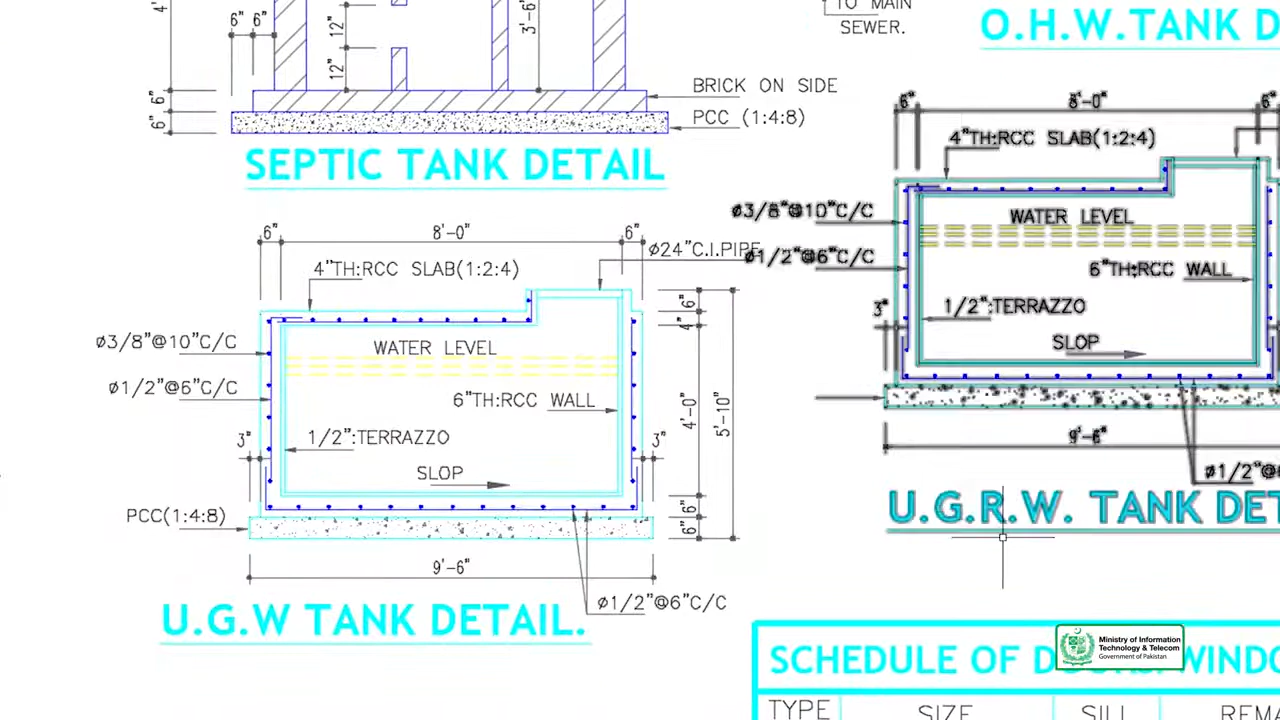 4'
6" 6"
12"
12"
3'-6"
6"
6"
BRICK ON SIDE
PCC (1:4:8)
SEPTIC TANK DETAIL
TO MAIN
SEWER.
O.H.W.TANK D
6" 8'-0" 6"
ø24"C.I.PIPE
4"TH:RCC SLAB(1:2:4)
ø3/8"@10"C/C
ø1/2"@6"C/C
WATER LEVEL
6"TH:RCC WALL
3" 1/2":TERRAZZO 3"
SLOP
PCC(1:4:8)
6"
4"
4'-0"
5'-10"
6"
6"
9'-6"
ø1/2"@6"C/C
U.G.W TANK DETAIL.
6" 8'-0" 6"
4"TH:RCC SLAB(1:2:4)
ø3/8"@10"C/C
ø1/2"@6"C/C
WATER LEVEL
6"TH:RCC WALL
3" 1/2":TERRAZZO
SLOP
9'-6"
ø1/2"@6
U.G.R.W. TANK DET
SCHEDULE OF D WINDO
TYPE SIZE SILL REMA
Ministry of Information
Technology & Telecom
Government of Pakistan